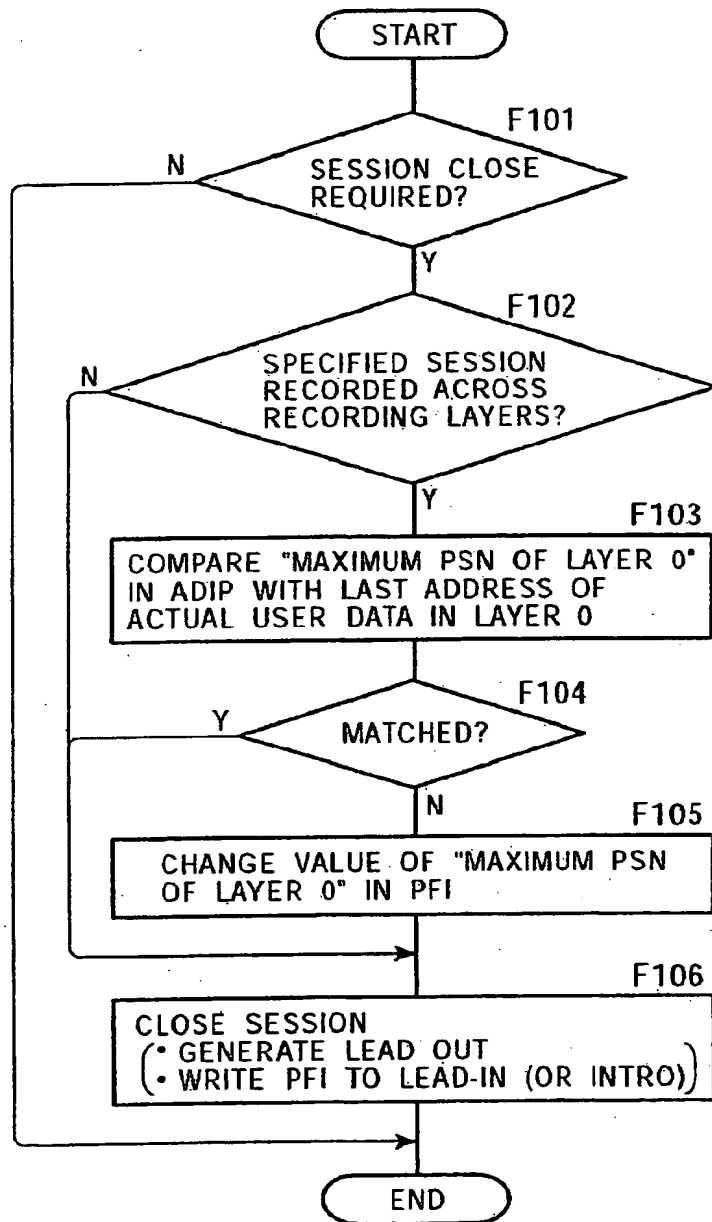 START
F101
N
SESSION CLOSE
REQUIRED?
Y
F102
N
SPECIFIED SESSION
RECORDED ACROSS
RECORDING LAYERS?
Y
F103
COMPARE "MAXIMUM PSN OF LAYER 0"
IN ADIP WITH LAST ADDRESS OF
ACTUAL USER DATA IN LAYER 0
F104
Y
MATCHED?
N
F105
CHANGE VALUE OF "MAXIMUM PSN
OF LAYER 0" IN PFI
F106
CLOSE SESSION
(• GENERATE LEAD OUT
• WRITE PFI TO LEAD-IN (OR INTRO))
END